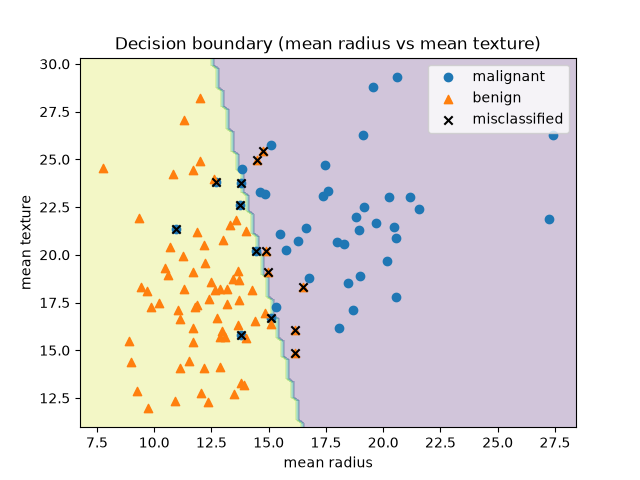 Decision boundary (mean radius vs mean texture)
malignant
benign
misclassified
30.0
27.5
25.0
22.5
20.0
17.5
15.0
12.5
mean texture
7.5 10.0 12.5 15.0 17.5 20.0 22.5 25.0 27.5
mean radius